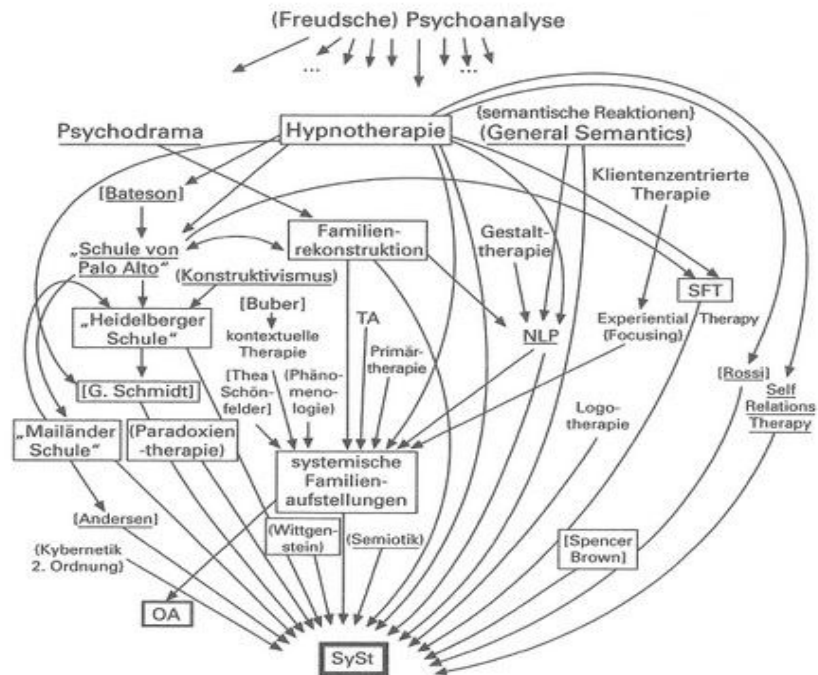 (Freudsche) Psychoanalyse
... ...
{semantische Reaktionen}
Psychodrama
Hypnotherapie
(General Semantics)
Klientenzentrierte
Therapie
[Bateson]
Familien-
rekonstruktion
Gestalt-
therapie
„Schule von
Palo Alto“
(Konstruktivismus)
SFT
[Buber]
„Heidelberger
Schule“
TA
NLP
Experiential Therapy
(Focusing)
kontextuelle
Therapie
Primär-
therapie
[G. Schmidt]
[Thea
Schön-
felder]
(Phäno-
meno-
logie)
[Rossi]
Self
Relations
Therapy
Logo-
therapie
„Mailänder
Schule“
(Paradoxien
-therapie)
systemische
Familien-
aufstellungen
[Andersen]
(Wittgen-
stein)
(Semiotik)
[Spencer
Brown]
(Kybernetik
2. Ordnung)
OA
SySt